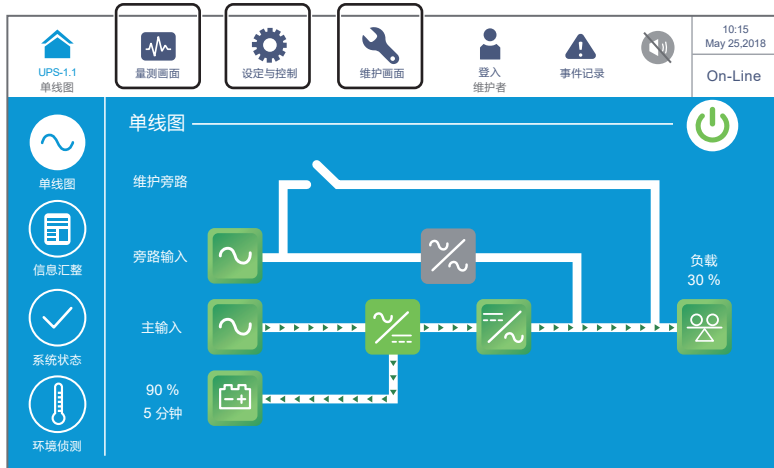 UPS-1.1
单线图
量测画面
设定与控制
维护画面
登入
维护者
事件记录
10:15
May 25,2018
On-Line
单线图
信息汇整
系统状态
环境侦测
单线图
维护旁路
旁路输入
主输入
90 %
5 分钟
负载
30 %